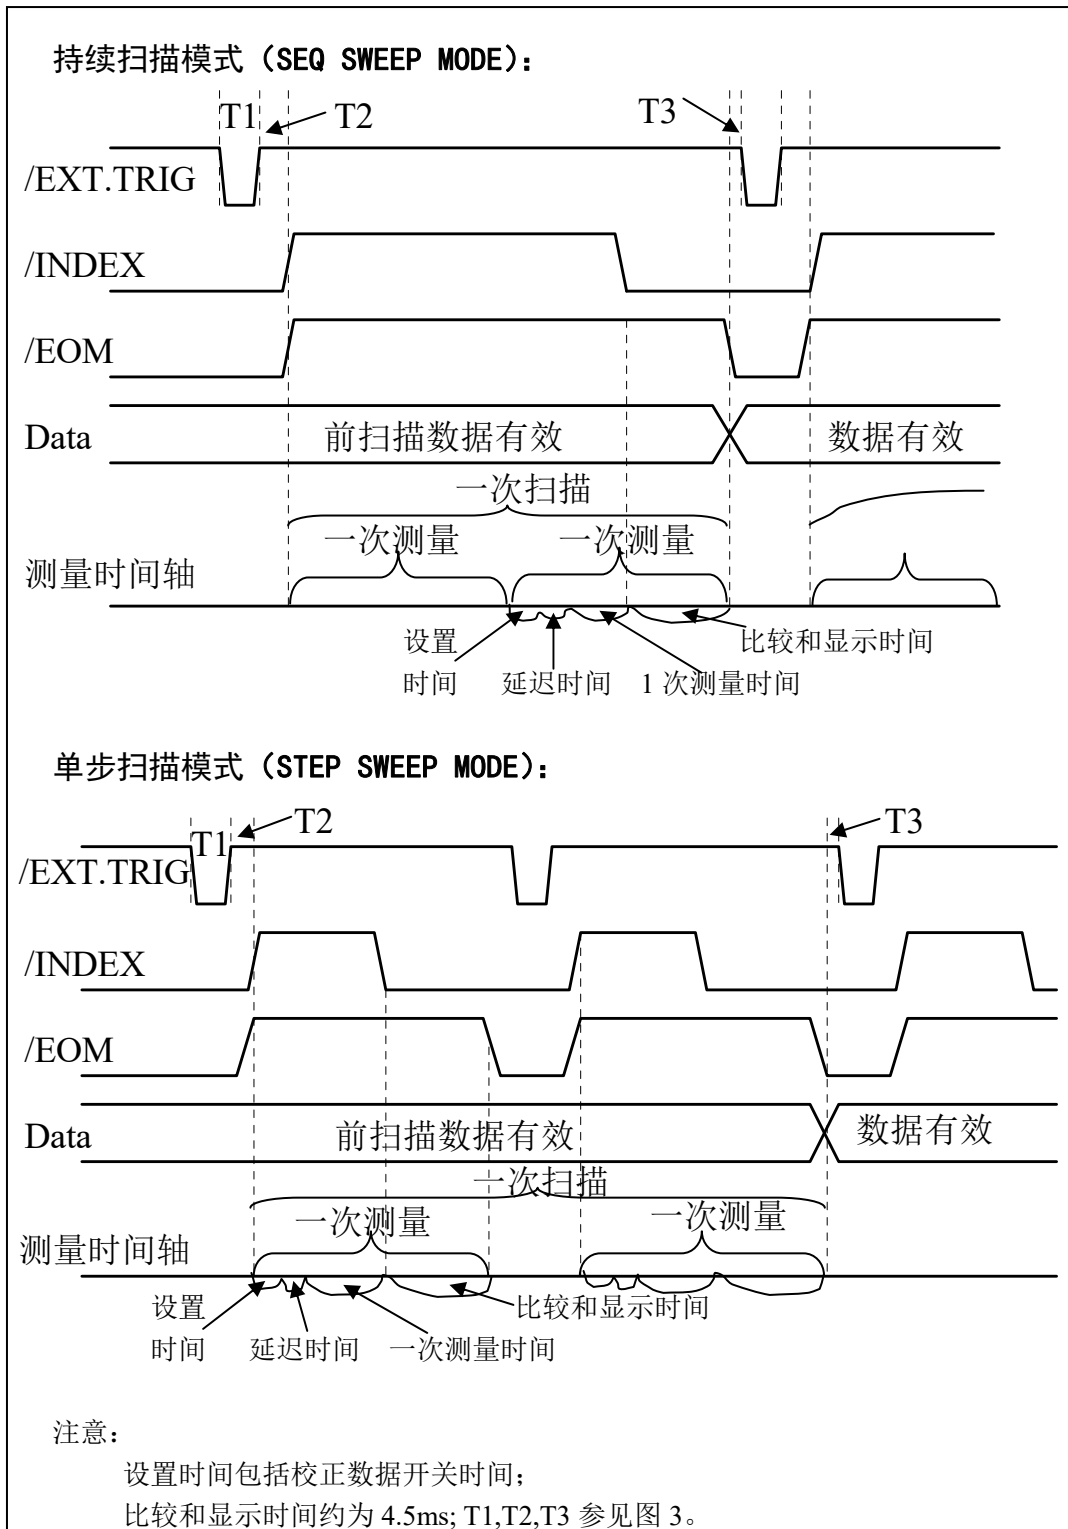 持续扫描模式（SEQ SWEEP MODE）：
T1 T2 T3
/EXT.TRIG
/INDEX
/EOM
Data 前扫描数据有效 数据有效
一次扫描
一次测量 一次测量
测量时间轴
设置 比较和显示时间
时间 延迟时间 1 次测量时间
单步扫描模式（STEP SWEEP MODE）：
T1 T2 T3
/EXT.TRIG
/INDEX
/EOM
Data 前扫描数据有效 数据有效
一次扫描
一次测量 一次测量
测量时间轴
设置 比较和显示时间
时间 延迟时间 一次测量时间
注意：
设置时间包括校正数据开关时间；
比较和显示时间约为 4.5ms; T1,T2,T3 参见图 3。